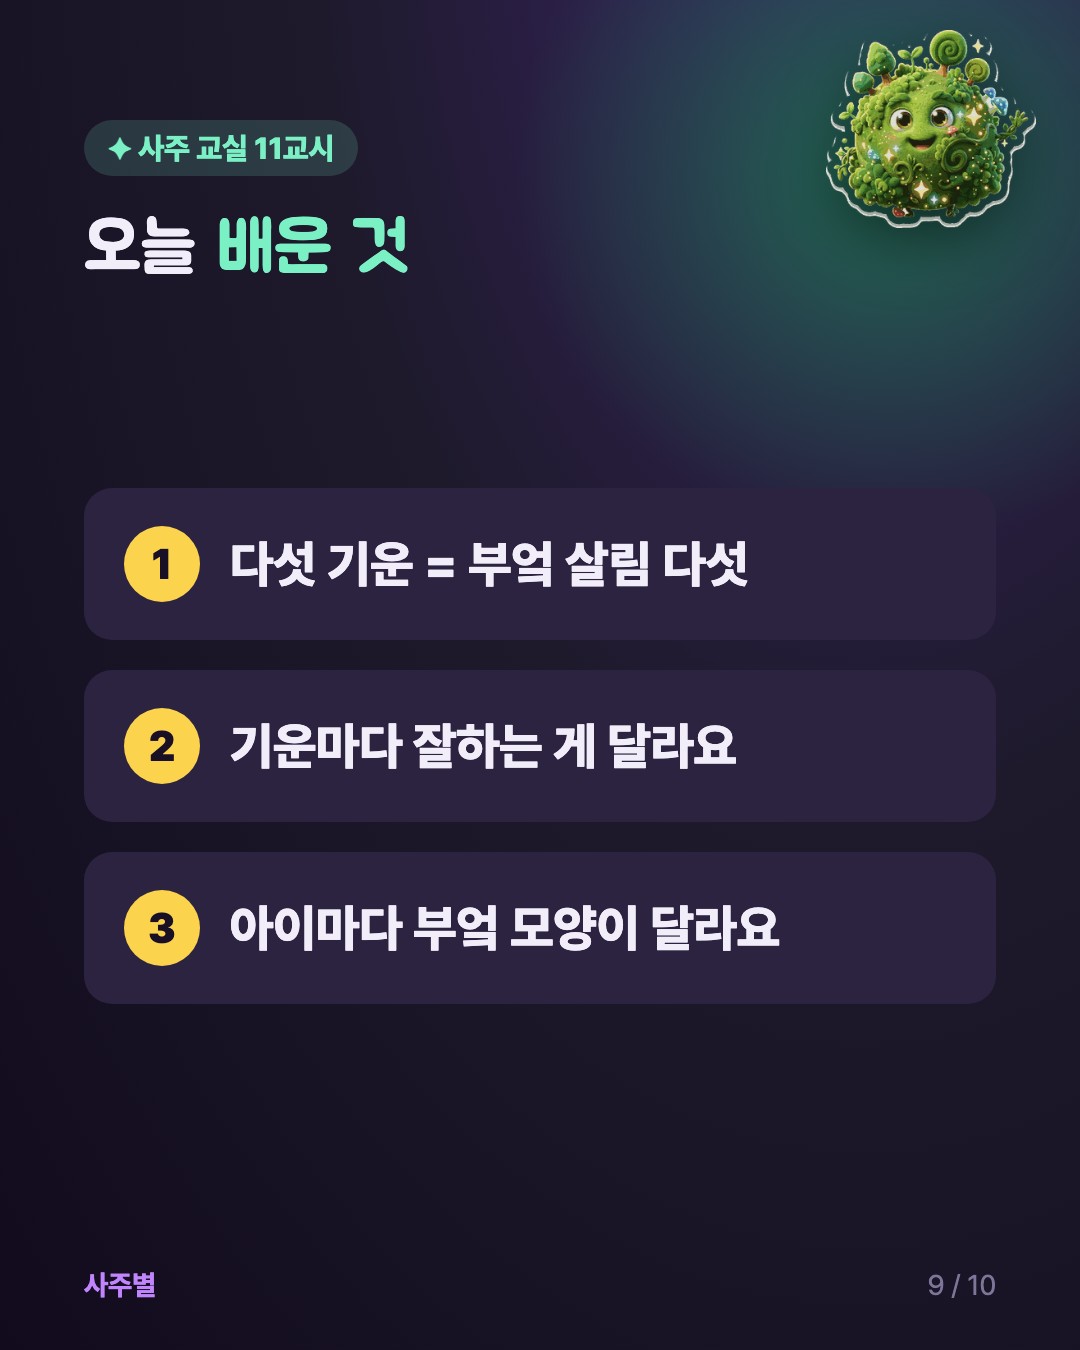 ✦ 사주 교실 11교시
오늘 배운 것
1 다섯 기운 = 부엌 살림 다섯
2 기운마다 잘하는 게 달라요
3 아이마다 부엌 모양이 달라요
사주별
9 / 10